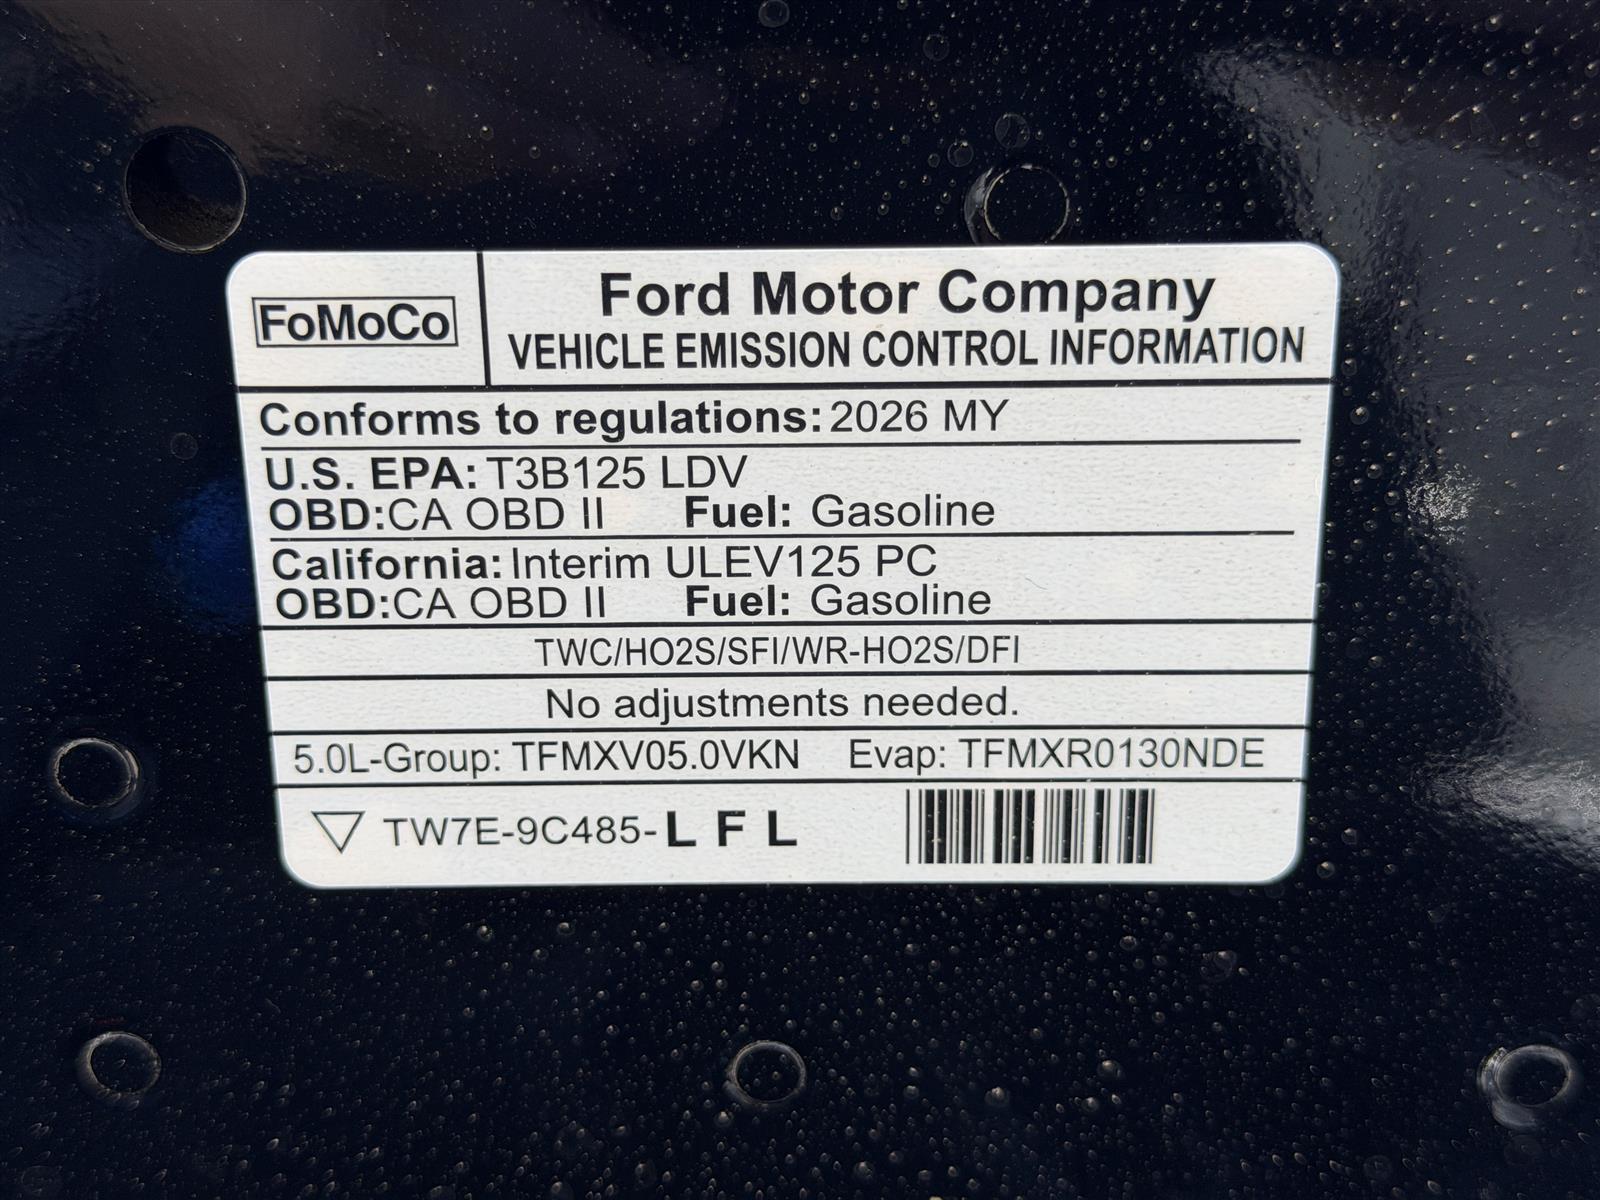 FoMoCo
Ford Motor Company
VEHICLE EMISSION CONTROL INFORMATION
Conforms to regulations: 2026 MY
U.S. EPA: T3B125 LDV
OBD: CA OBD II Fuel: Gasoline
California: Interim ULEV125 PC
OBD: CA OBD II Fuel: Gasoline
TWC/HO2S/SFI/WR-HO2S/DFI
No adjustments needed.
5.0L-Group: TFMXV05.0VKN Evap: TFMXR0130NDE
TW7E-9C485-L F L